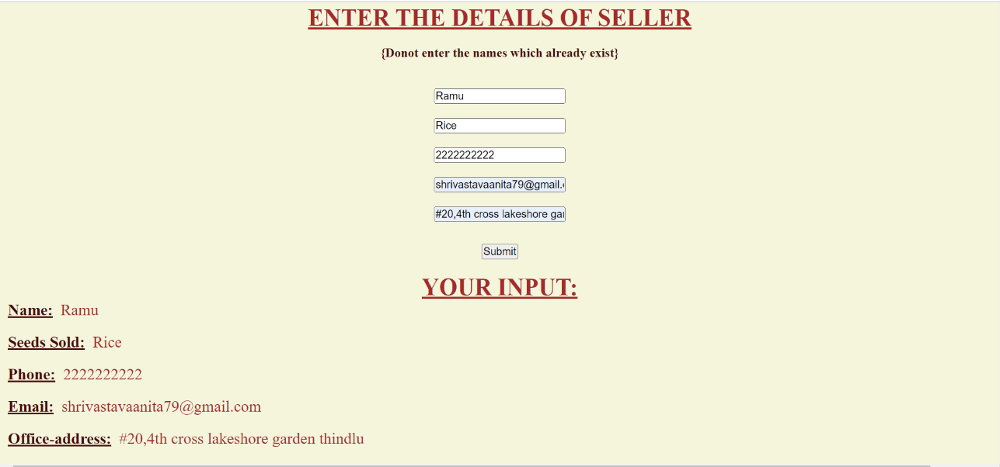 ENTER THE DETAILS OF SELLER
{Donot enter the names which already exist}
Ramu
Rice
2222222222
shrivastavaanita79@gmail.c
#20,4th cross lakeshore gar
Submit
YOUR INPUT:
Name: Ramu
Seeds Sold: Rice
Phone: 2222222222
Email: shrivastavaanita79@gmail.com
Office-address: #20,4th cross lakeshore garden thindlu